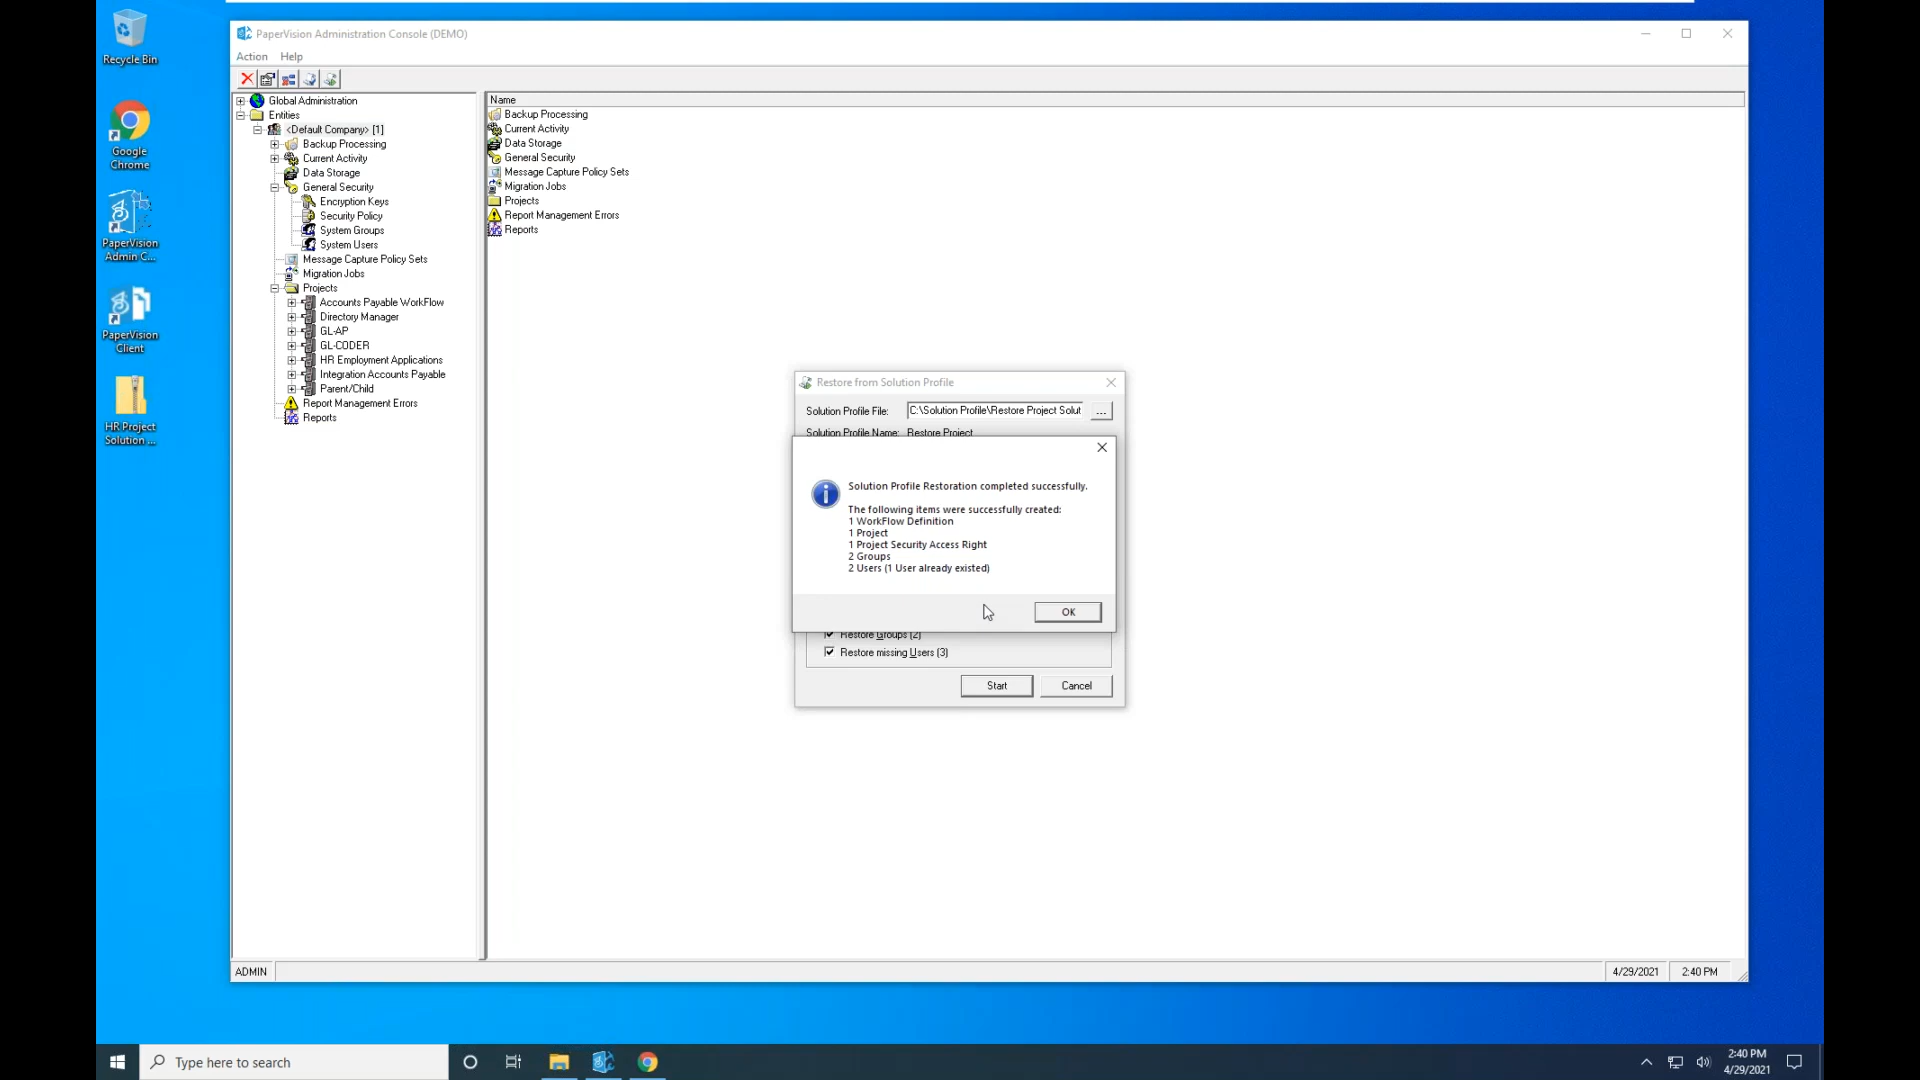 Recycle Bin
Google
Chrome
PaperVision
Admin C...
PaperVision
Client
HR Project
Solution ...
PaperVision Administration Console (DEMO)
Action Help
Global Administration
Entities
<Default Company> [1]
Backup Processing
Current Activity
Data Storage
General Security
Encryption Keys
Security Policy
System Groups
System Users
Message Capture Policy Sets
Migration Jobs
Projects
Accounts Payable WorkFlow
Directory Manager
GL-AP
GL-CODER
HR Employment Applications
Integration Accounts Payable
Parent/Child
Report Management Errors
Reports
Name
Backup Processing
Current Activity
Data Storage
General Security
Message Capture Policy Sets
Migration Jobs
Projects
Report Management Errors
Reports
Restore from Solution Profile
Solution Profile File: C:\Solution Profile\Restore Project Solut ...
Solution Profile Name: Restore Project
Solution Profile Restoration completed successfully.
The following items were successfully created:
1 WorkFlow Definition
1 Project
1 Project Security Access Right
2 Groups
2 Users (1 User already existed)
OK
Restore Groups (2)
Restore missing Users (3)
Start Cancel
ADMIN 4/29/2021 2:40 PM
Type here to search
2:40 PM
4/29/2021